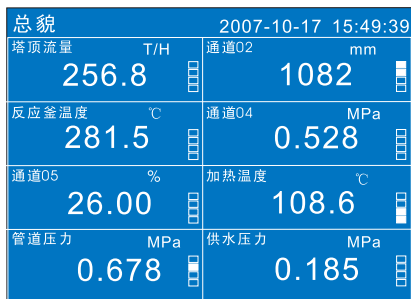 总貌 2007-10-17 15:49:39
塔顶流量 T/H 通道02 mm
256.8 1082
反应釜温度 ℃ 通道04 MPa
281.5 0.528
通道05 % 加热温度 ℃
26.00 108.6
管道压力 MPa 供水压力 MPa
0.678 0.185